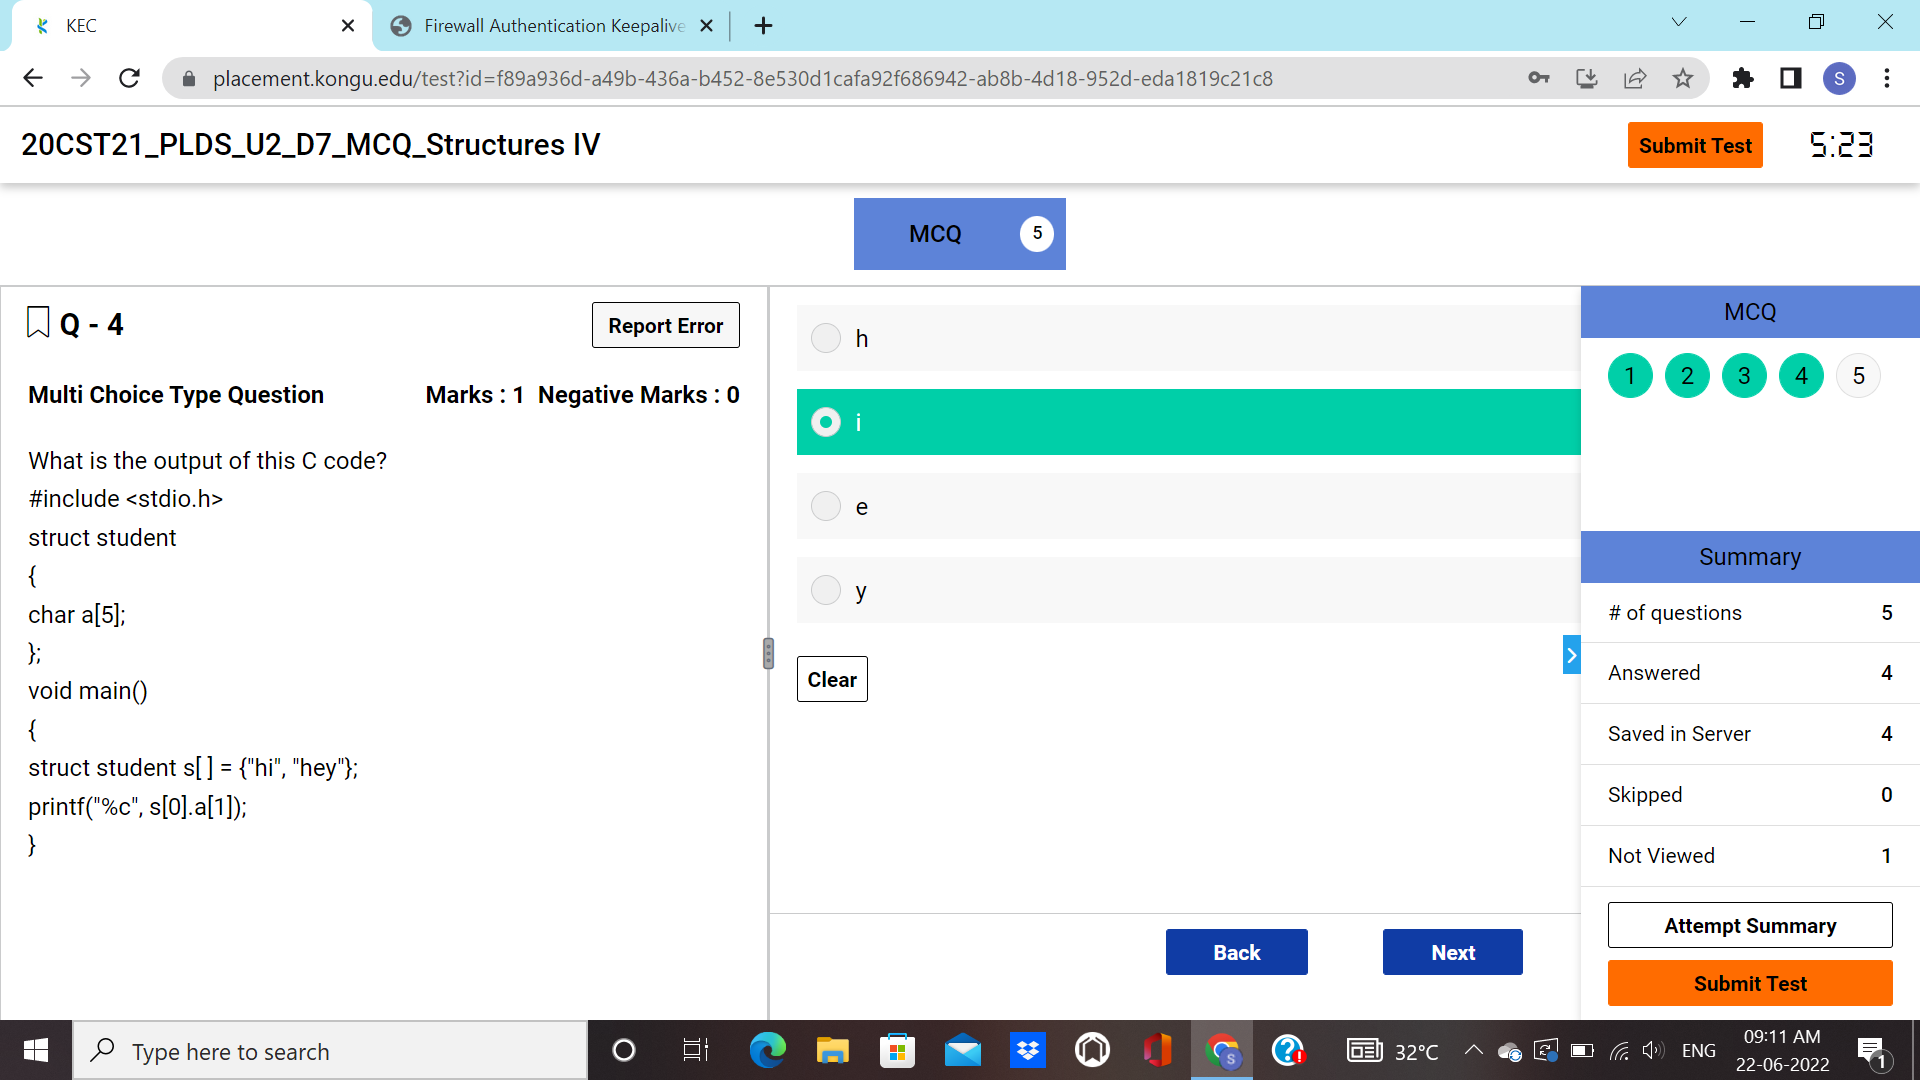 KEC
Firewall Authentication Keepalive
placement.kongu.edu/test?id=f89a936d-a49b-436a-b452-8e530d1cafa92f686942-ab8b-4d18-952d-eda1819c21c8
S
20CST21_PLDS_U2_D7_MCQ_Structures IV
Submit Test
5:23
MCQ 5
Q - 4
Report Error
Multi Choice Type Question
Marks : 1 Negative Marks : 0
What is the output of this C code?
#include <stdio.h>
struct student
{
char a[5];
};
void main()
{
struct student s[ ] = {"hi", "hey"};
printf("%c", s[0].a[1]);
}
h
i
e
y
Clear
Back
Next
MCQ
1 2 3 4 5
Summary
# of questions 5
Answered 4
Saved in Server 4
Skipped 0
Not Viewed 1
Attempt Summary
Submit Test
Type here to search
S
32°C
ENG
09:11 AM
22-06-2022
1